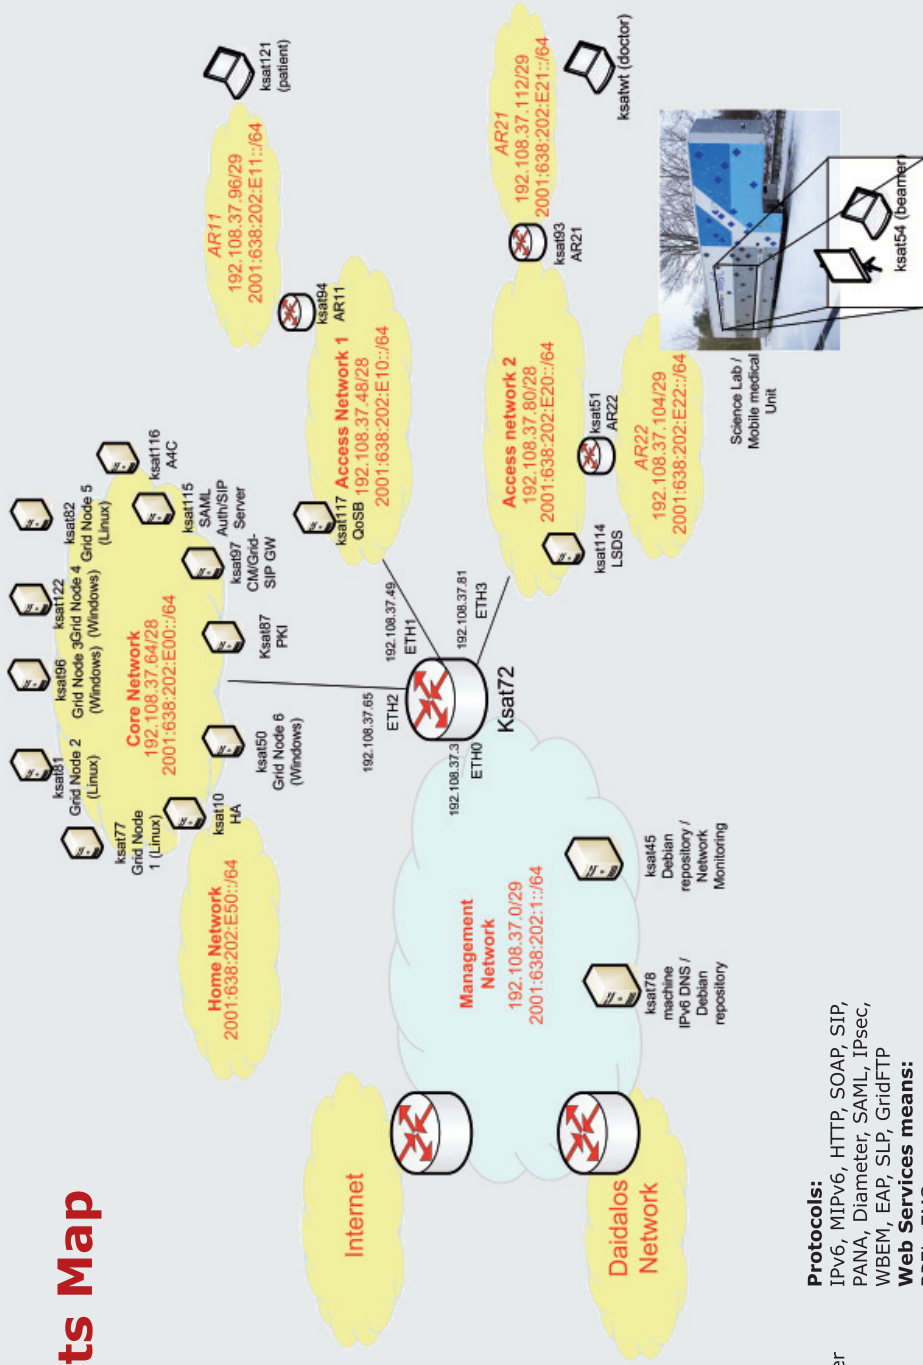 ts Map
ksat77
Grid Node
1 (Linux)
ksat81
Grid Node 2
(Linux)
ksat96
Grid Node 3
(Windows)
ksat122
Grid Node 4
(Windows)
ksat82
Grid Node 5
(Linux)
ksat116
A4C
ksat115
SAML
Auth/SIP
Server
ksat97
CM/Grid-
SIP GW
Ksat87
PKI
ksat50
Grid Node 6
(Windows)
ksat10
HA
Core Network
192.108.37.64/28
2001:638:202:E00::/64
Home Network
2001:638:202:E50::/64
ksat121
(patient)
AR11
192.108.37.96/29
2001:638:202:E11::/64
ksat94
AR11
Access Network 1
192.108.37.48/28
2001:638:202:E10::/64
ksat117
QoSB
192.108.37.65
ETH2
192.108.37.49
ETH1
192.108.37.81
ETH3
192.108.37.3
ETH0
Ksat72
Internet
Management
Network
192.108.37.0/29
2001:638:202:1::/64
Daidalos
Network
ksat78
machine
IPv6 DNS /
Debian
repository
ksat45
Debian
repository /
Network
Monitoring
Access network 2
192.108.37.80/28
2001:638:202:E20::/64
ksat114
LSDS
ksat51
AR22
AR22
192.108.37.104/29
2001:638:202:E22::/64
ksat93
AR21
AR21
192.108.37.112/29
2001:638:202:E21::/64
ksatwt (doctor)
Science Lab /
Mobile medical
Unit
ksat54 (beamer)
er
Protocols:
IPv6, MIPv6, HTTP, SOAP, SIP,
PANA, Diameter, SAML, IPsec,
WBEM, EAP, SLP, GridFTP
Web Services means: